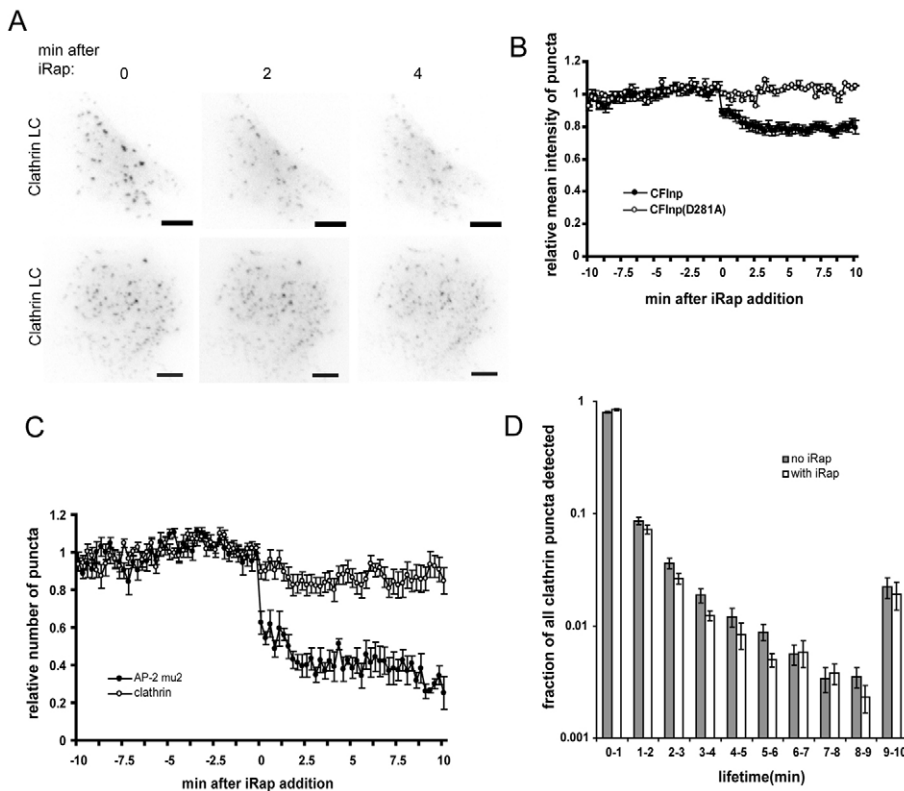 A
min after
iRap:
0
2
4
Clathrin LC
Clathrin LC
B
relative mean intensity of puncta
1.2
1
0.8
0.6
0.4
0.2
0
CFInp
CFInp(D281A)
-10
-7.5
-5
-2.5
0
2.5
5
7.5
10
min after iRap addition
C
relative number of puncta
1.2
1
0.8
0.6
0.4
0.2
0
AP-2 mu2
clathrin
-10
-7.5
-5
-2.5
0
2.5
5
7.5
10
min after iRap addition
D
fraction of all clathrin puncta detected
1
0.1
0.01
0.001
no iRap
with iRap
0-1
1-2
2-3
3-4
4-5
5-6
6-7
7-8
8-9
9-10
lifetime(min)